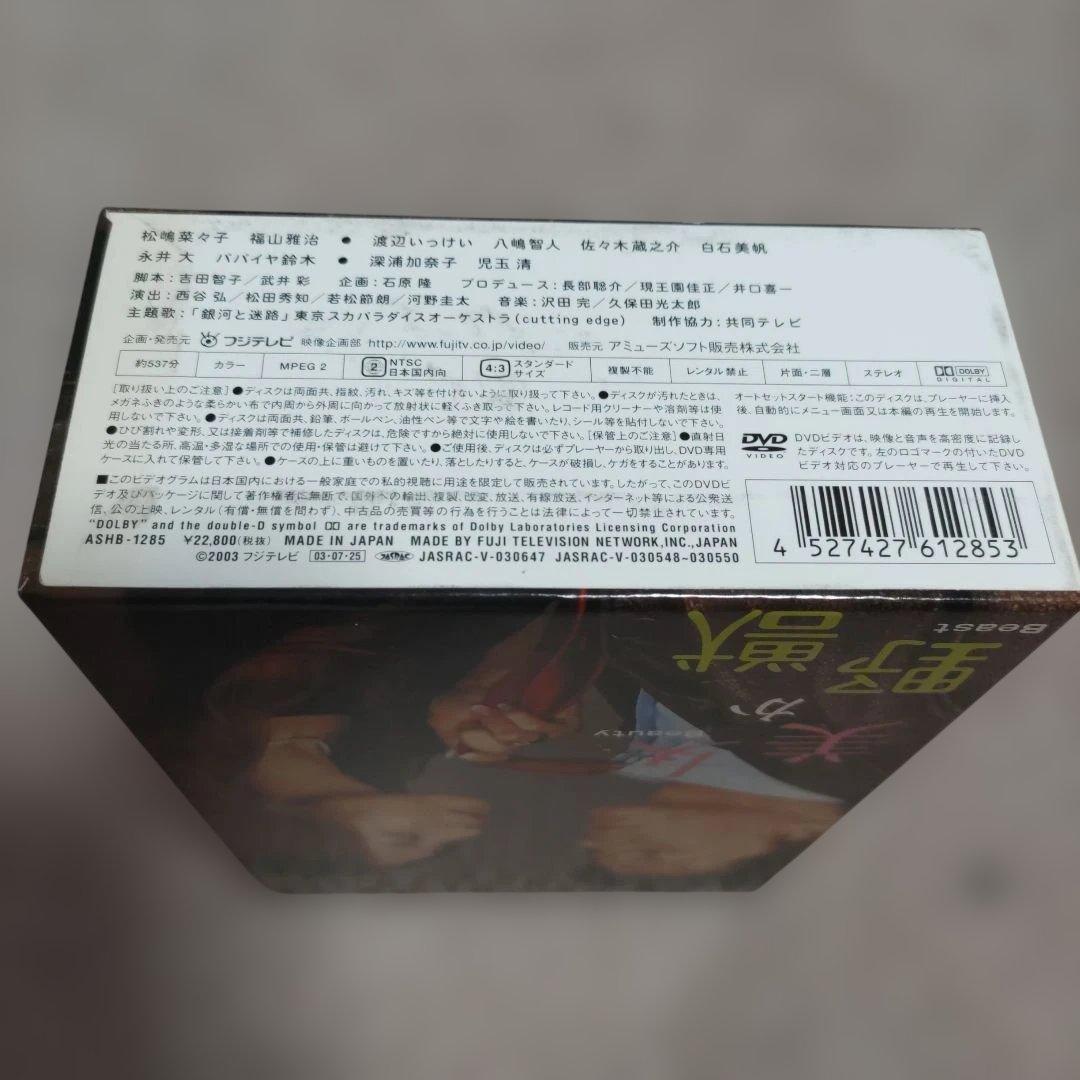 松嶋菜々子 福山雅治 ● 渡辺いっけい 八嶋智人 佐々木蔵之介 白石美帆
永井 大 パパイヤ鈴木 ● 深浦加奈子 児玉 清
脚本：吉田智子／武井 彩 企画：石原 隆 プロデュース：長部聡介／現王園佳正／井口喜一
演出：西谷 弘／松田秀知／若松節朗／河野圭太 音楽：沢田 完／久保田光太郎
主題歌：「銀河と迷路」東京スカパラダイスオーケストラ(cutting edge) 制作協力：共同テレビ
企画・発売元 フジテレビ 映像企画部 http://www.fujitv.co.jp/video/ 販売元 アミューズソフト販売株式会社
約537分 カラー MPEG 2 2 NTSC 日本国内向 4:3 スタンダードサイズ 複製不能 レンタル禁止 片面・二層 ステレオ DOLBY DIGITAL
［取り扱い上のご注意］●ディスクは両面共、指紋、汚れ、キズ等を付けないように取り扱って下さい。●ディスクが汚れたときは、
メガネふきのような柔らかい布で内周から外周に向かって放射状に軽くふき取って下さい。レコード用クリーナーや溶剤等は使
用しないで下さい。●ディスクは両面共、鉛筆、ボールペン、油性ペン等で文字や絵を書いたり、シール等を貼付しないで下さい。
●ひび割れや変形、又は接着剤等で補修したディスクは、危険ですから絶対に使用しないで下さい。［保管上のご注意］●直射日
光の当たる所、高温・多湿な場所での使用・保管は避けて下さい。●ご使用後、ディスクは必ずプレーヤーから取り出し、DVD専用
ケースに入れて保管して下さい。●ケースの上に重いものを置いたり、落としたりすると、ケースが破損し、ケガをすることがあります。
オートセットスタート機能：このディスクは、プレーヤーに挿入
後、自動的にメニュー画面又は本編の再生を開始します。
DVD VIDEO
DVDビデオは、映像と音声を高密度に記録し
たディスクです。左のロゴマークの付いたDVD
ビデオ対応のプレーヤーで再生して下さい。
■このビデオグラムは日本国内における一般家庭での私的視聴に用途を限定して販売されています。したがって、このDVDビ
デオ及びパッケージに関して著作権者に無断で、国外への輸出、複製、改変、放送、有線放送、インターネット等による公衆送
信、公の上映、レンタル（有償・無償を問わず）、中古品の売買等の行為を行うことは法律によって一切禁止されています。
"DOLBY" and the double-D symbol are trademarks of Dolby Laboratories Licensing Corporation
ASHB-1285 ¥22,800(税抜) MADE IN JAPAN MADE BY FUJI TELEVISION NETWORK,INC.,JAPAN
©2003 フジテレビ 03・07・25 JASRAC JASRAC-V-030647 JASRAC-V-030548~030550
4 527427 612853
Beast
野獣
か
美
Beauty